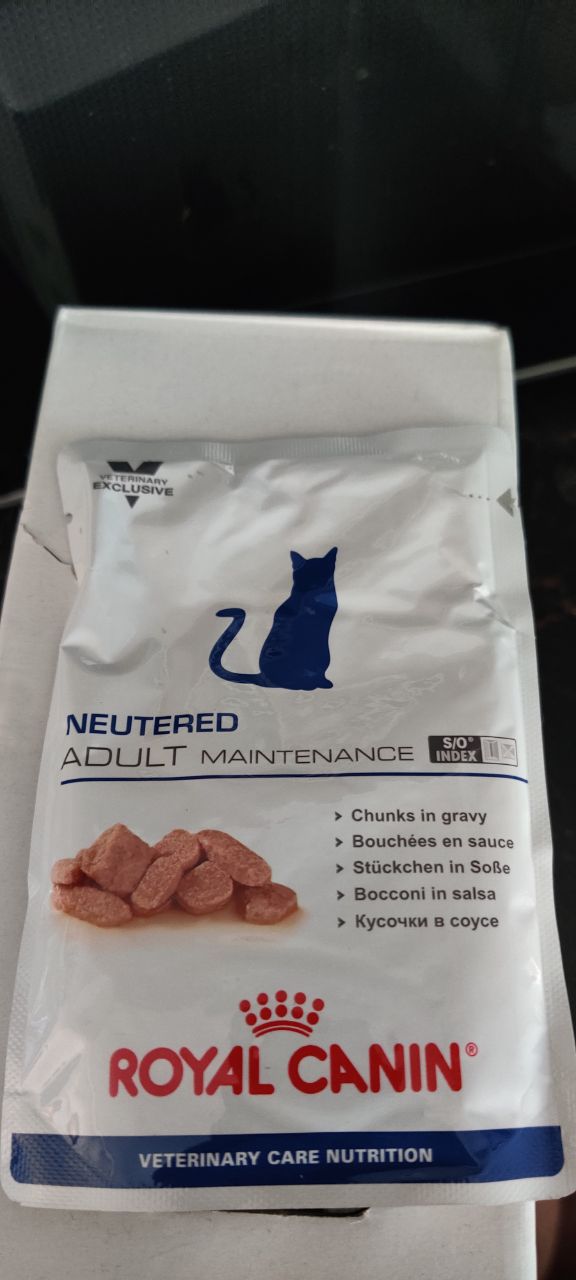 VETERINARY
EXCLUSIVE
NEUTERED
ADULT MAINTENANCE
S/O®
INDEX
> Chunks in gravy
> Bouchées en sauce
> Stückchen in Soße
> Bocconi in salsa
> Кусочки в соусе
ROYAL CANIN®
VETERINARY CARE NUTRITION